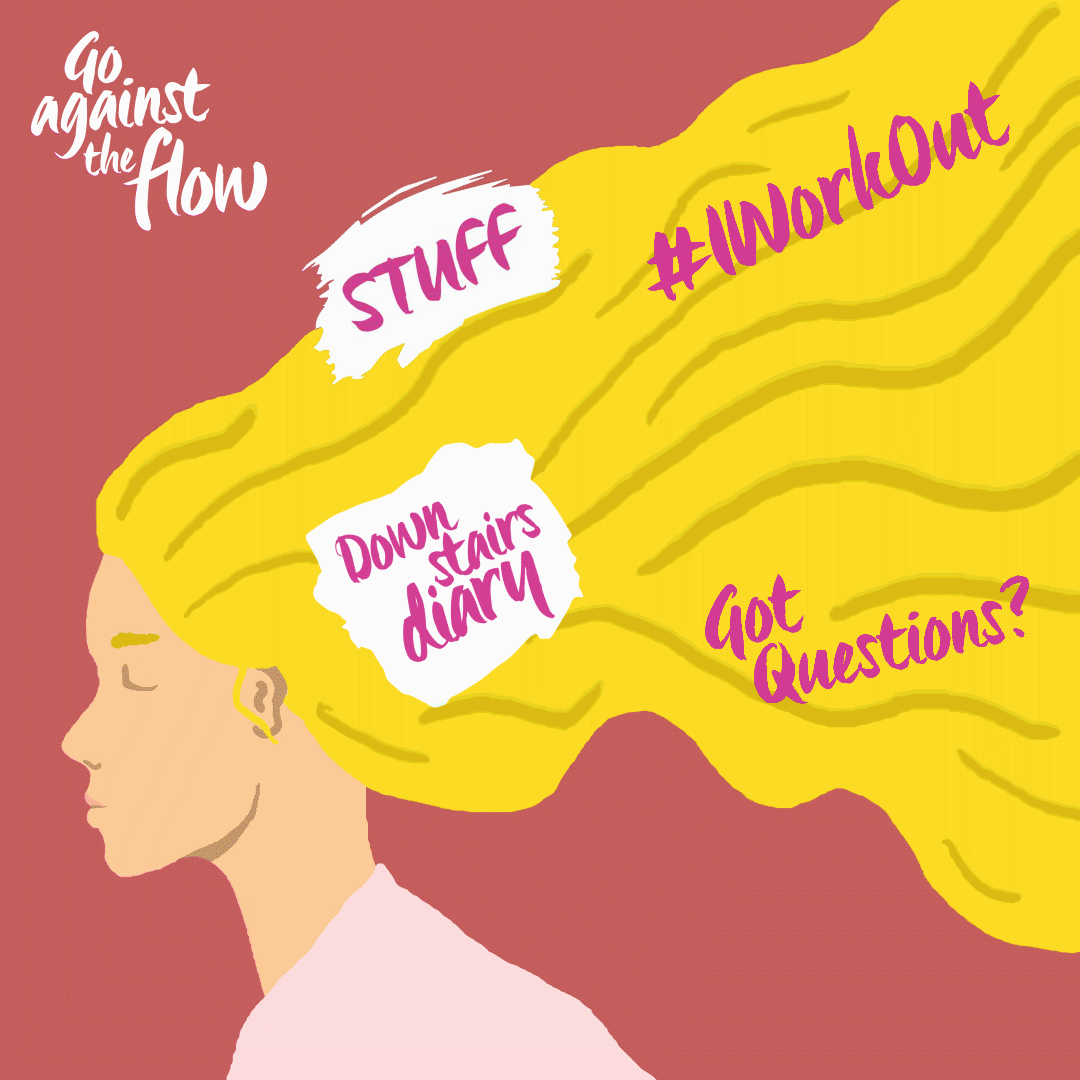 Go
against
the flow
STUFF
#IWorkOut
Down
stairs
diary
Got
Questions?